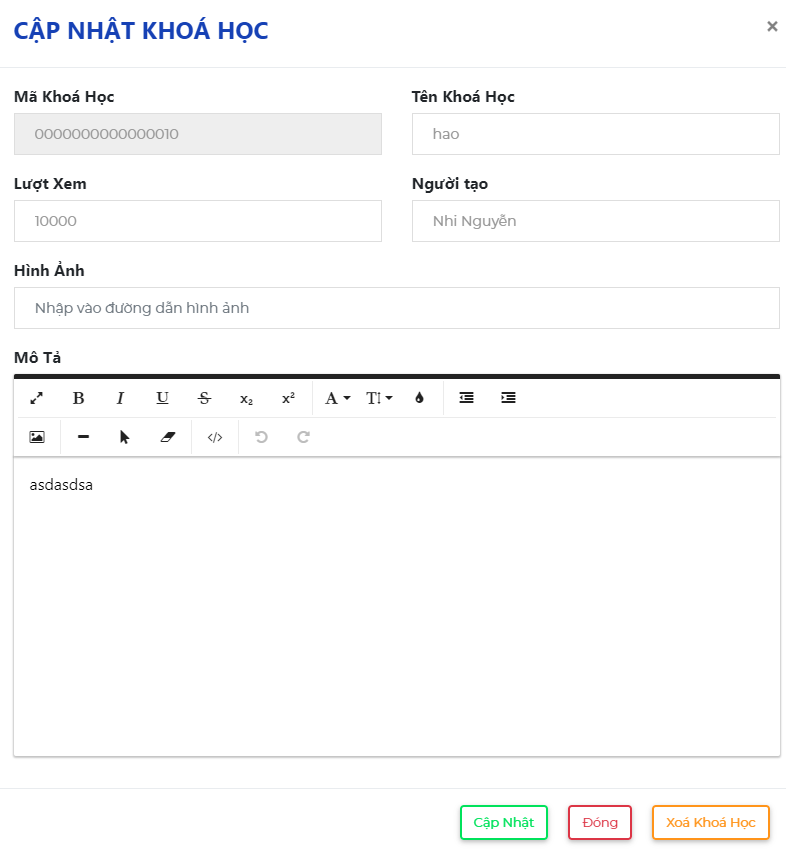 CẬP NHẬT KHOÁ HỌC ×
Mã Khoá Học Tên Khoá Học
0000000000000010 hao
Lượt Xem Người tạo
10000 Nhi Nguyễn
Hình Ảnh
Nhập vào đường dẫn hình ảnh
Mô Tả
B I U S x₂ x² A T
</>
asdasdsa
Cập Nhật Đóng Xoá Khoá Học